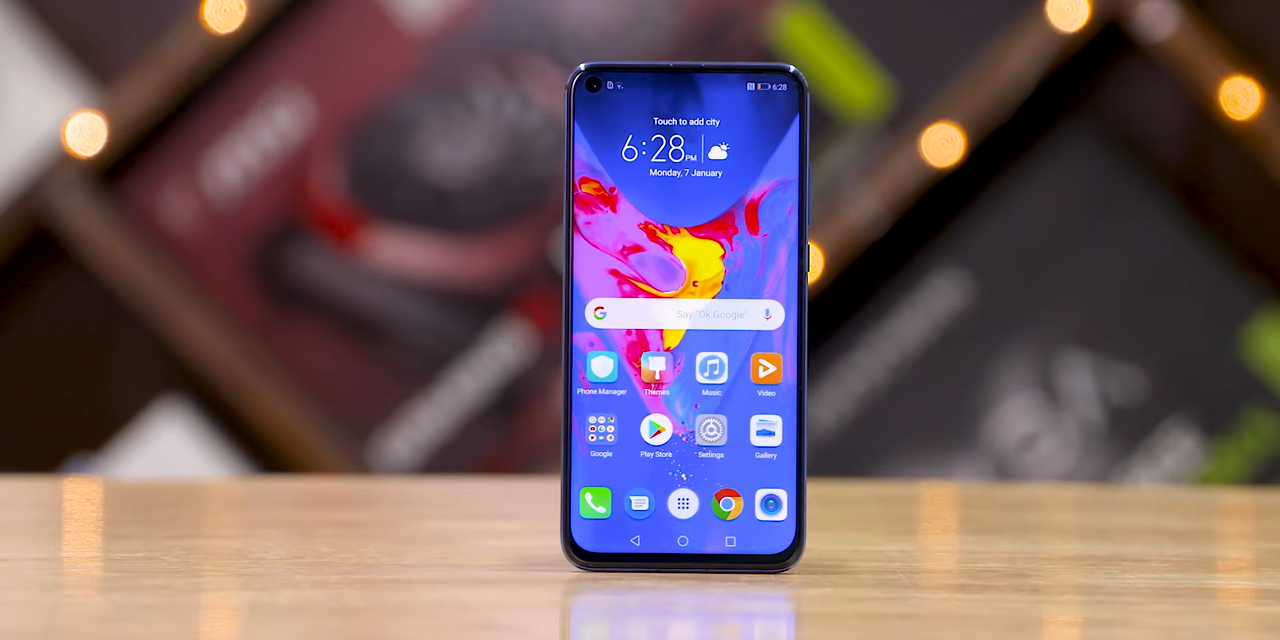 6:28
Touch to add city
6:28PM
Monday, 7 January
G
Say "Ok Google"
Phone Manager
Themes
Music
Video
Google
Play Store
Settings
Gallery